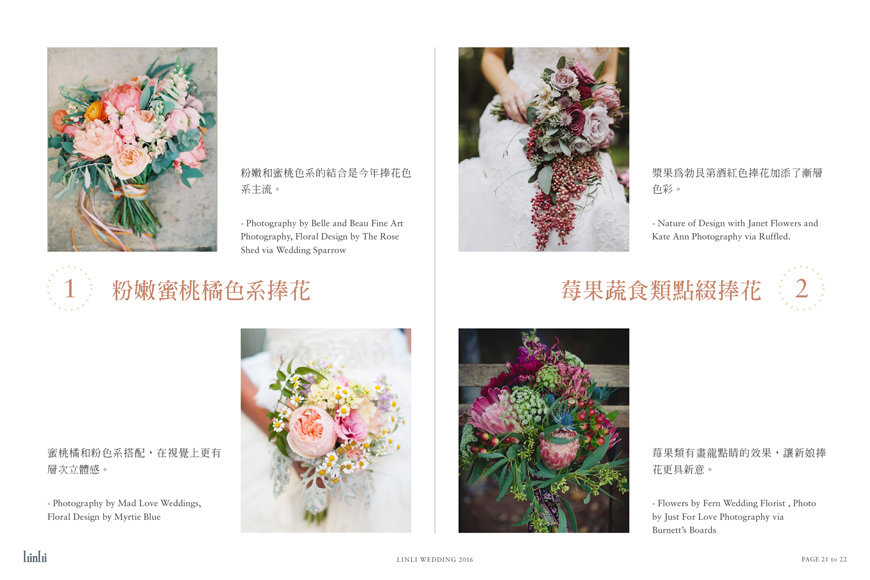 粉嫩和蜜桃色系的結合是今年捧花色
系主流。
- Photography by Belle and Beau Fine Art
Photography, Floral Design by The Rose
Shed via Wedding Sparrow
1
粉嫩蜜桃橘色系捧花
蜜桃橘和粉色系搭配，在視覺上更有
層次立體感。
- Photography by Mad Love Weddings,
Floral Design by Myrtie Blue
漿果為勃艮第酒紅色捧花加添了漸層
色彩。
- Nature of Design with Janet Flowers and
Kate Ann Photography via Ruffled.
莓果蔬食類點綴捧花
2
莓果類有畫龍點睛的效果，讓新娘捧
花更具新意。
- Flowers by Fern Wedding Florist , Photo
by Just For Love Photography via
Burnett's Boards
LinLi
LINLI WEDDING 2016
PAGE 21 to 22